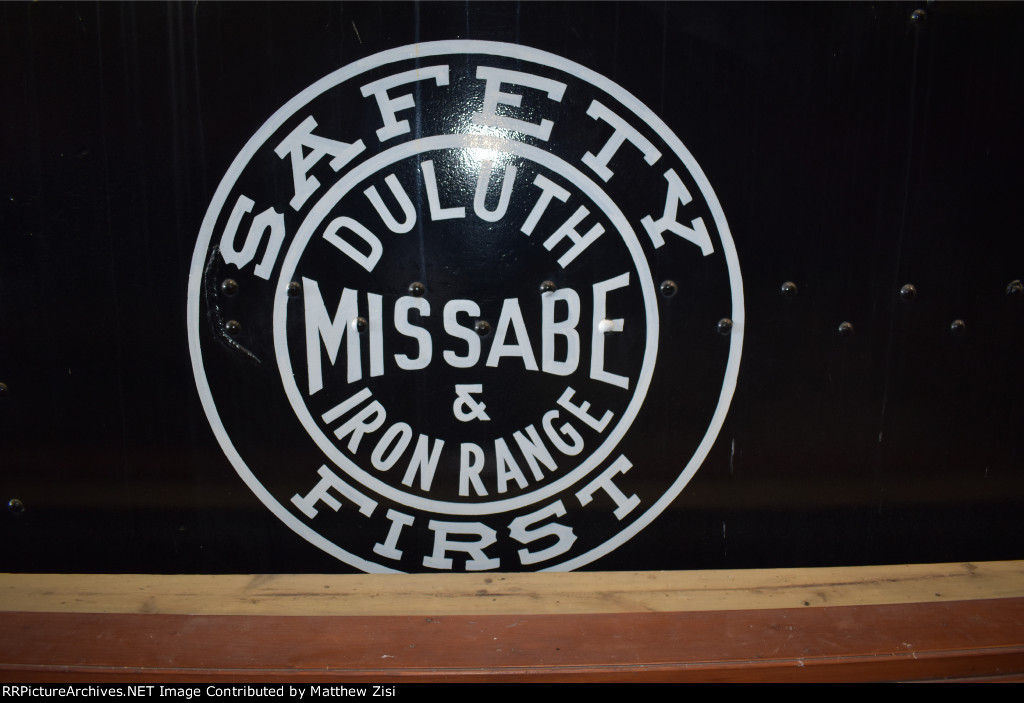 SAFETY
DULUTH
MISSABE
&
IRON RANGE
FIRST
RRPictureArchives.NET Image Contributed by Matthew Zisi